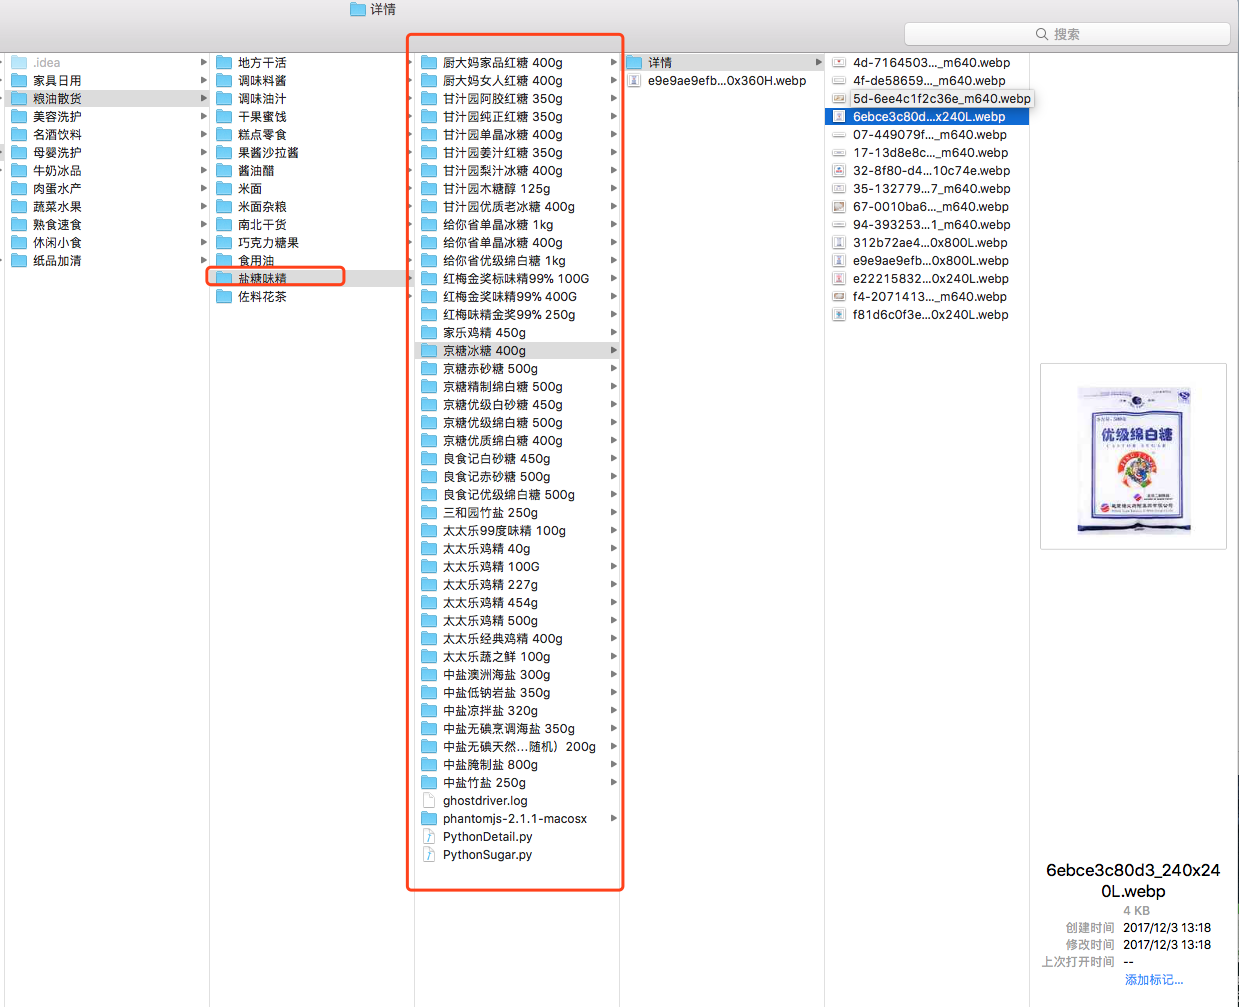 详情
搜索
.idea
家具日用
粮油散货
美容洗护
名酒饮料
母婴洗护
牛奶冰品
肉蛋水产
蔬菜水果
熟食速食
休闲小食
纸品加清
地方干活
调味料酱
调味油汁
干果蜜饯
糕点零食
果酱沙拉酱
酱油醋
米面
米面杂粮
南北干货
巧克力糖果
食用油
盐糖味精
佐料花茶
厨大妈家品红糖 400g
厨大妈女人红糖 400g
甘汁园阿胶红糖 350g
甘汁园纯正红糖 350g
甘汁园单晶冰糖 400g
甘汁园姜汁红糖 350g
甘汁园梨汁冰糖 400g
甘汁园木糖醇 125g
甘汁园优质老冰糖 400g
给你省单晶冰糖 1kg
给你省单晶冰糖 400g
给你省优级绵白糖 1kg
红梅金奖标味精99% 100G
红梅金奖味精99% 400G
红梅味精金奖99% 250g
家乐鸡精 450g
京糖冰糖 400g
京糖赤砂糖 500g
京糖精制绵白糖 500g
京糖优级白砂糖 450g
京糖优级绵白糖 500g
京糖优质绵白糖 400g
良食记白砂糖 450g
良食记赤砂糖 500g
良食记优级绵白糖 500g
三和园竹盐 250g
太太乐99度味精 100g
太太乐鸡精 40g
太太乐鸡精 100G
太太乐鸡精 227g
太太乐鸡精 454g
太太乐鸡精 500g
太太乐经典鸡精 400g
太太乐蔬之鲜 100g
中盐澳洲海盐 300g
中盐低钠岩盐 350g
中盐凉拌盐 320g
中盐无碘烹调海盐 350g
中盐无碘天然...随机）200g
中盐腌制盐 800g
中盐竹盐 250g
ghostdriver.log
phantomjs-2.1.1-macosx
PythonDetail.py
PythonSugar.py
详情
e9e9ae9efb...0x360H.webp
4d-7164503..._m640.webp
4f-de58659..._m640.webp
5d-6ee4c1f2c36e_m640.webp
6ebce3c80d...x240L.webp
07-449079f..._m640.webp
17-13d8e8c..._m640.webp
32-8f80-d4...10c74e.webp
35-132779...7_m640.webp
67-0010ba6..._m640.webp
94-393253...1_m640.webp
312b72ae4...0x800L.webp
e9e9ae9efb...0x800L.webp
e22215832...0x240L.webp
f4-2071413..._m640.webp
f81d6c0f3e...0x240L.webp
优级绵白糖
6ebce3c80d3_240x24
0L.webp
4 KB
创建时间 2017/12/3 13:18
修改时间 2017/12/3 13:18
上次打开时间 --
添加标记...